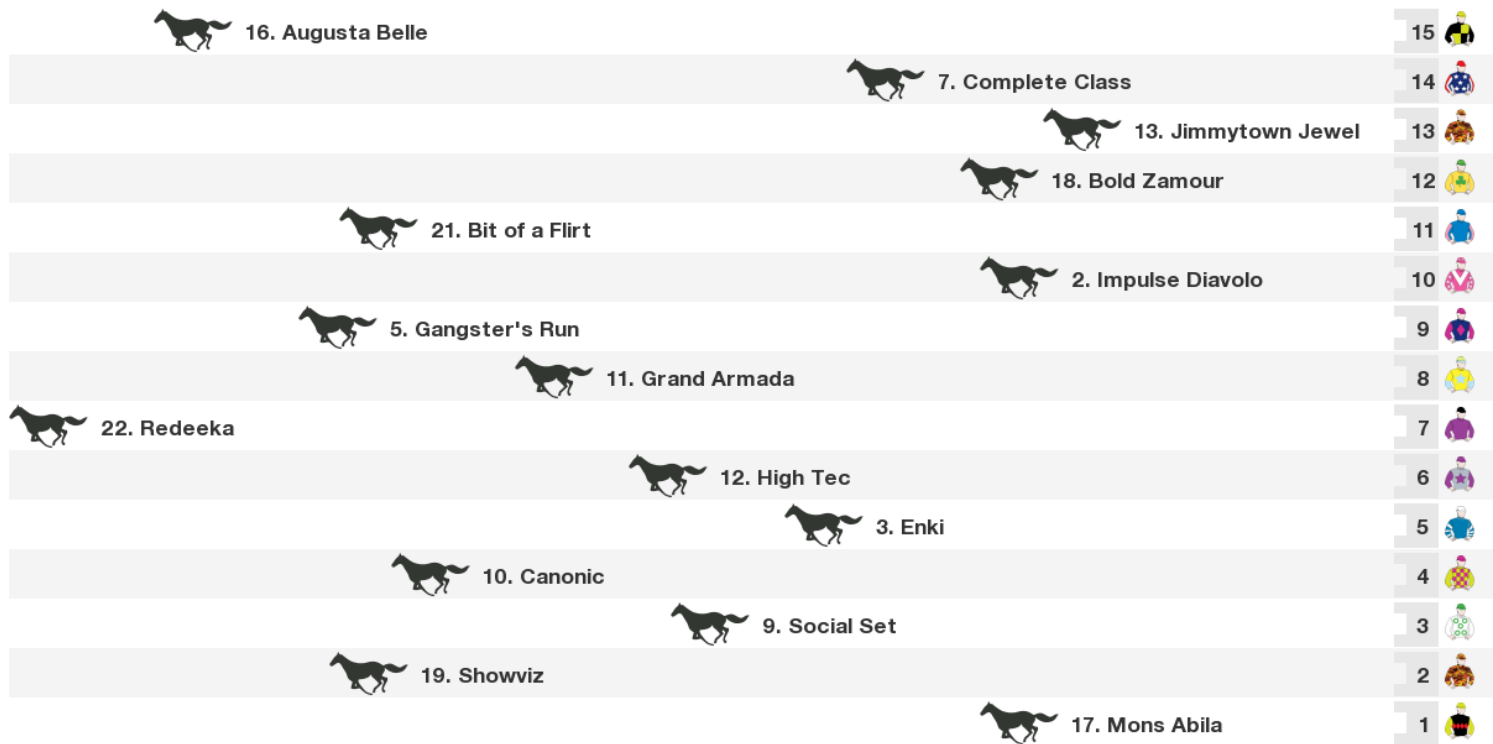 16. Augusta Belle 15
7. Complete Class 14
13. Jimmytown Jewel 13
18. Bold Zamour 12
21. Bit of a Flirt 11
2. Impulse Diavolo 10
5. Gangster's Run 9
11. Grand Armada 8
22. Redeeka 7
12. High Tec 6
3. Enki 5
10. Canonic 4
9. Social Set 3
19. Showviz 2
17. Mons Abila 1